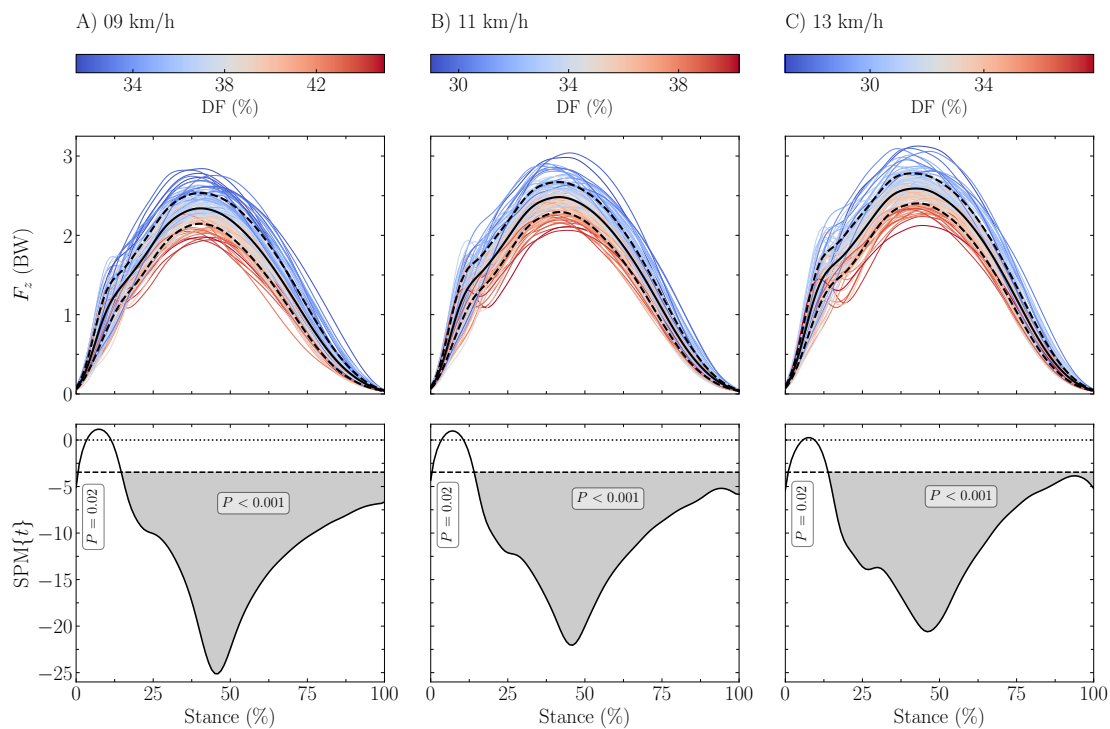 A) 09 km/h
B) 11 km/h
C) 13 km/h
34 38 42
DF (%)
30 34 38
DF (%)
30 34
DF (%)
F_z (BW)
3
2
1
0
SPM{t}
0
−5
−10
−15
−20
−25
P = 0.02
P < 0.001
P = 0.02
P < 0.001
P = 0.02
P < 0.001
0 25 50 75 100
Stance (%)
0 25 50 75 100
Stance (%)
0 25 50 75 100
Stance (%)